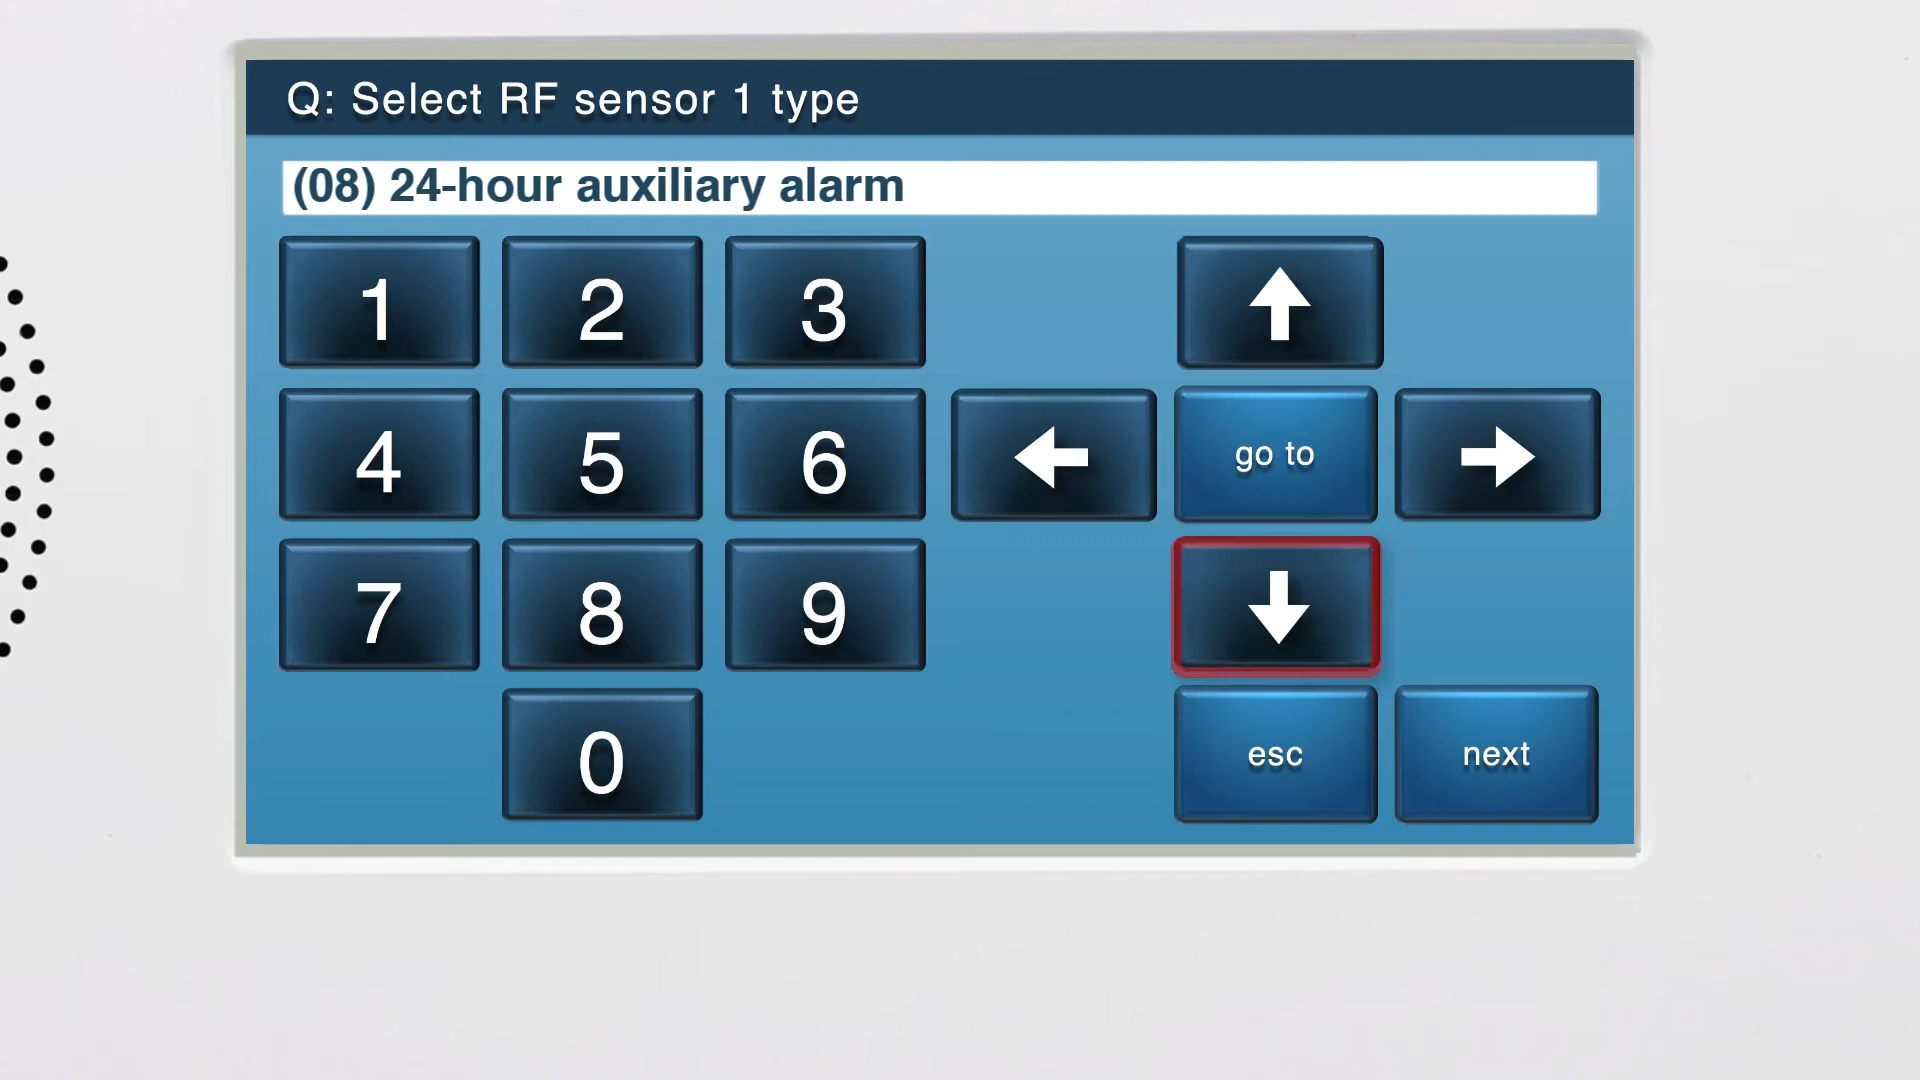 Q: Select RF sensor 1 type
(08) 24-hour auxiliary alarm
1 2 3
4 5 6
go to
7 8 9
0
esc
next